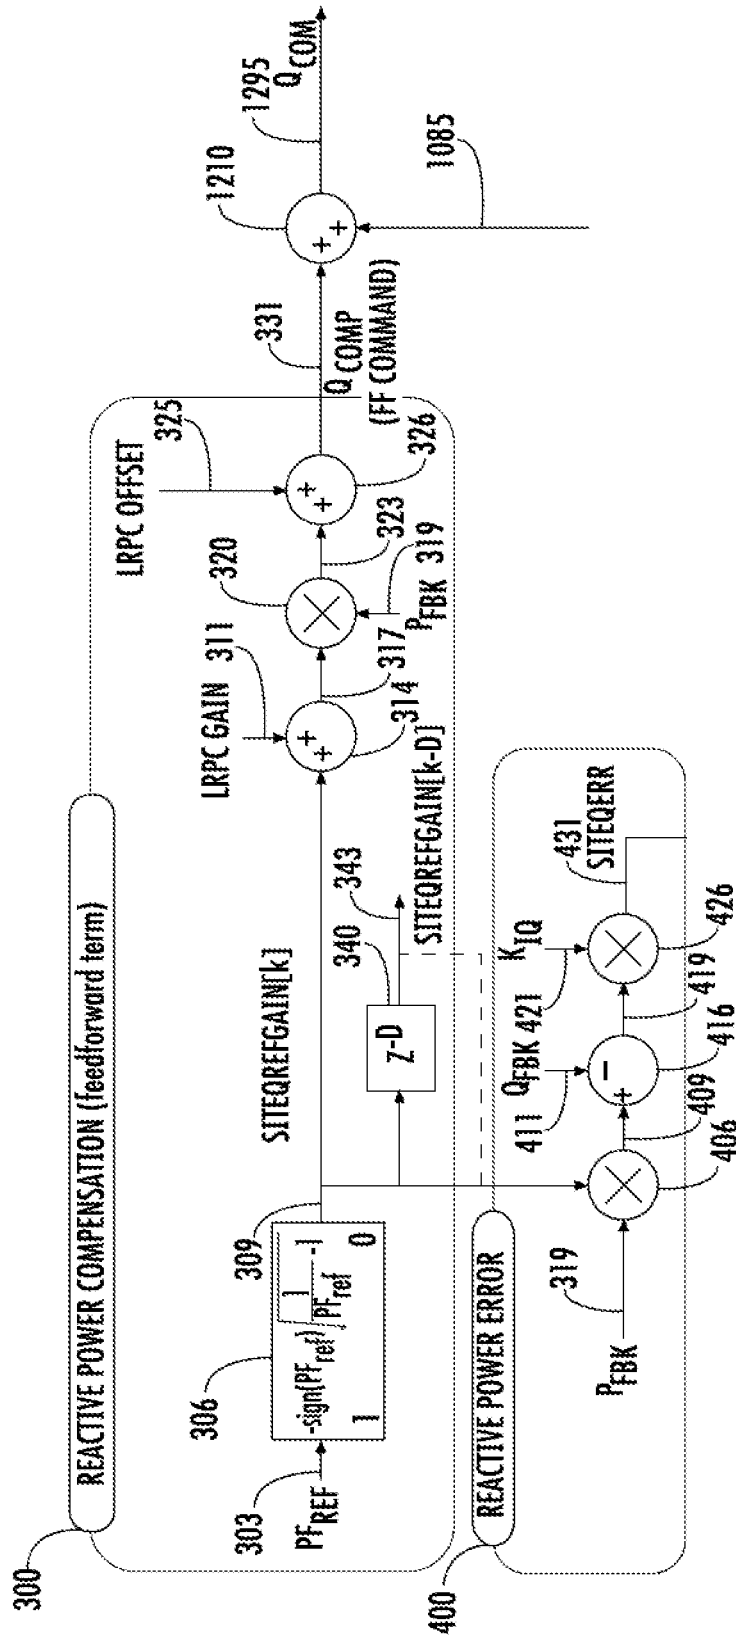 300
REACTIVE POWER COMPENSATION (feedforward term)
303
PF_REF
306
-sign(PF_ref) √(1/PF_ref -1)
1 0
309
SITEQREFGAIN[k]
340
z-D
343
SITEQREFGAIN[k-D]
LRPC GAIN
311
+
+
314
317
320
P_FBK 319
323
LRPC OFFSET
325
+
+
326
331
Q_COMP
(FF COMMAND)
1210
+
+
1085
1295
Q_COM
400
REACTIVE POWER ERROR
P_FBK
319
406
409
411
Q_FBK
+
-
416
419
421
K_IQ
426
431
SITEQERR